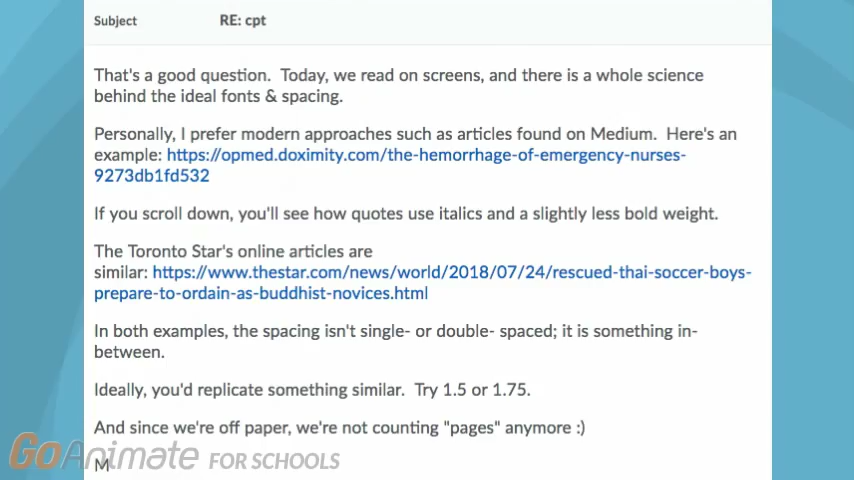 Subject RE: cpt
That's a good question. Today, we read on screens, and there is a whole science
behind the ideal fonts & spacing.
Personally, I prefer modern approaches such as articles found on Medium. Here's an
example: https://opmed.doximity.com/the-hemorrhage-of-emergency-nurses-
9273db1fd532
If you scroll down, you'll see how quotes use italics and a slightly less bold weight.
The Toronto Star's online articles are
similar: https://www.thestar.com/news/world/2018/07/24/rescued-thai-soccer-boys-
prepare-to-ordain-as-buddhist-novices.html
In both examples, the spacing isn't single- or double- spaced; it is something in-
between.
Ideally, you'd replicate something similar. Try 1.5 or 1.75.
And since we're off paper, we're not counting "pages" anymore :)
M
GoAnimate FOR SCHOOLS